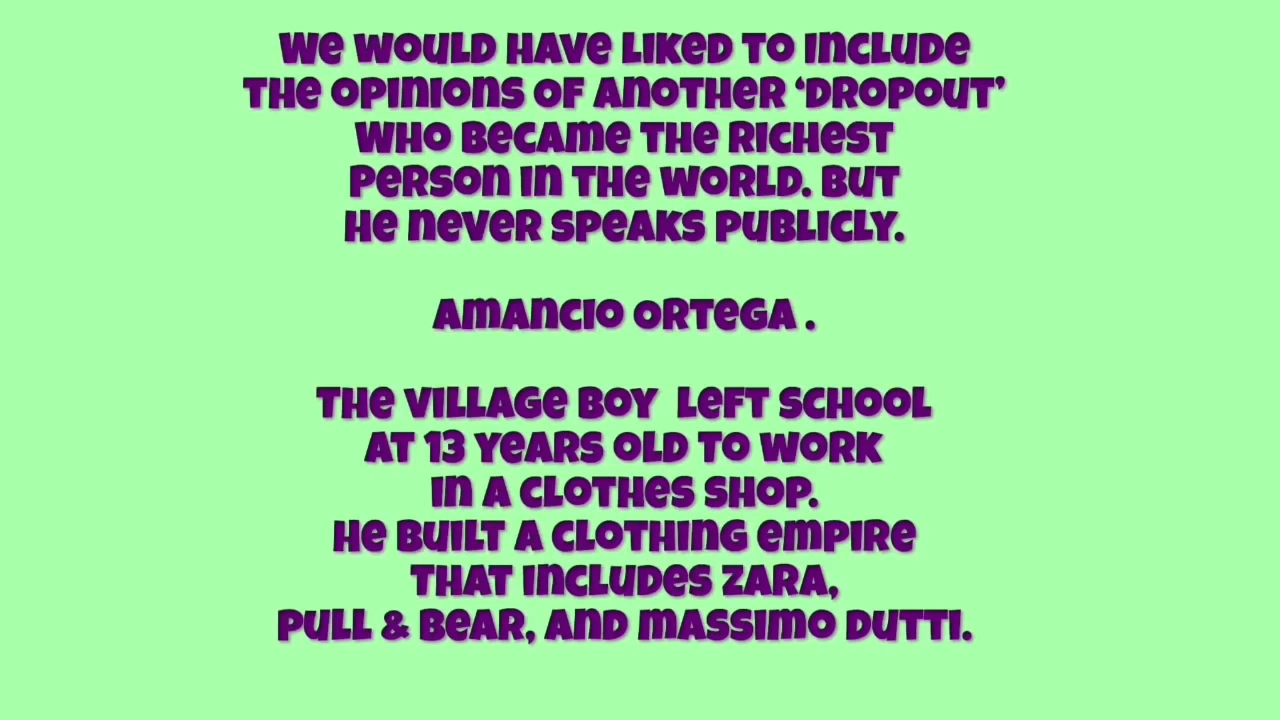 We would have liked to include
the opinions of another ‘dropout’
who became the richest
person in the world. But
he never speaks publicly.
Amancio Ortega .
The village boy left school
at 13 years old to work
in a clothes shop.
He built a clothing empire
that includes Zara,
Pull & Bear, and Massimo Dutti.